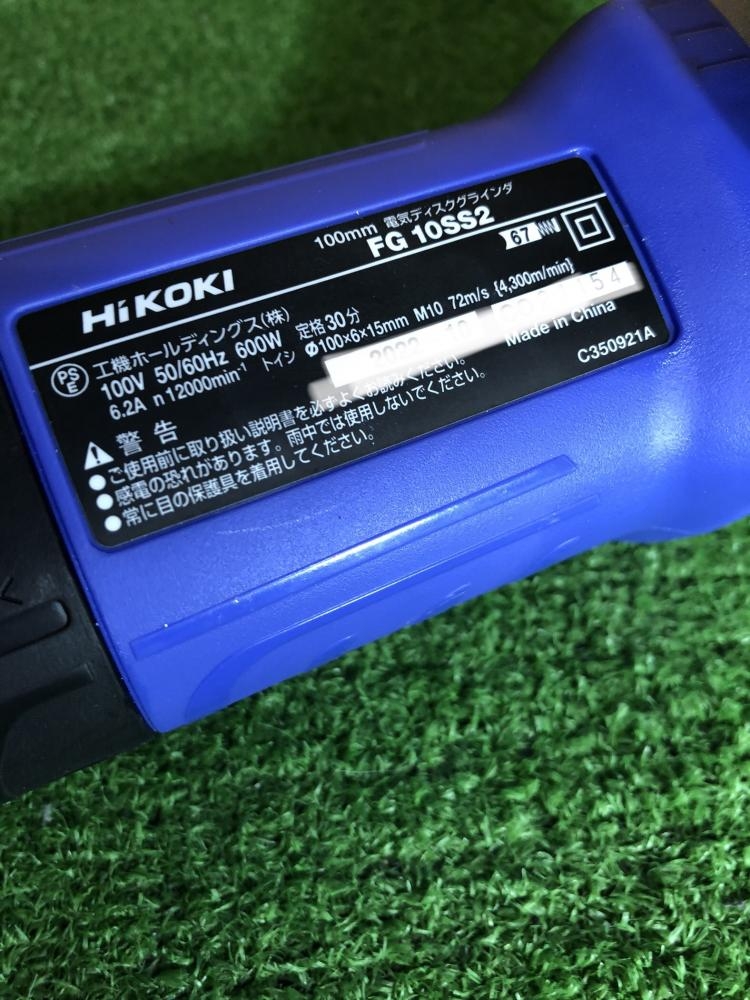 100mm 電気ディスクグラインダ
FG 10SS2
67
HiKOKI
PS
E
工機ホールディングス(株)
100V 50/60Hz 600W 定格30分
6.2A n 12000min-1 トイシ Φ100×6×15mm M10 72m/s {4,300m/min}
Made in China
C350921A
警告
●ご使用前に取り扱い説明書を必ずよくお読みください。
●感電の恐れがあります。雨中では使用しないでください。
●常に目の保護具を着用してください。